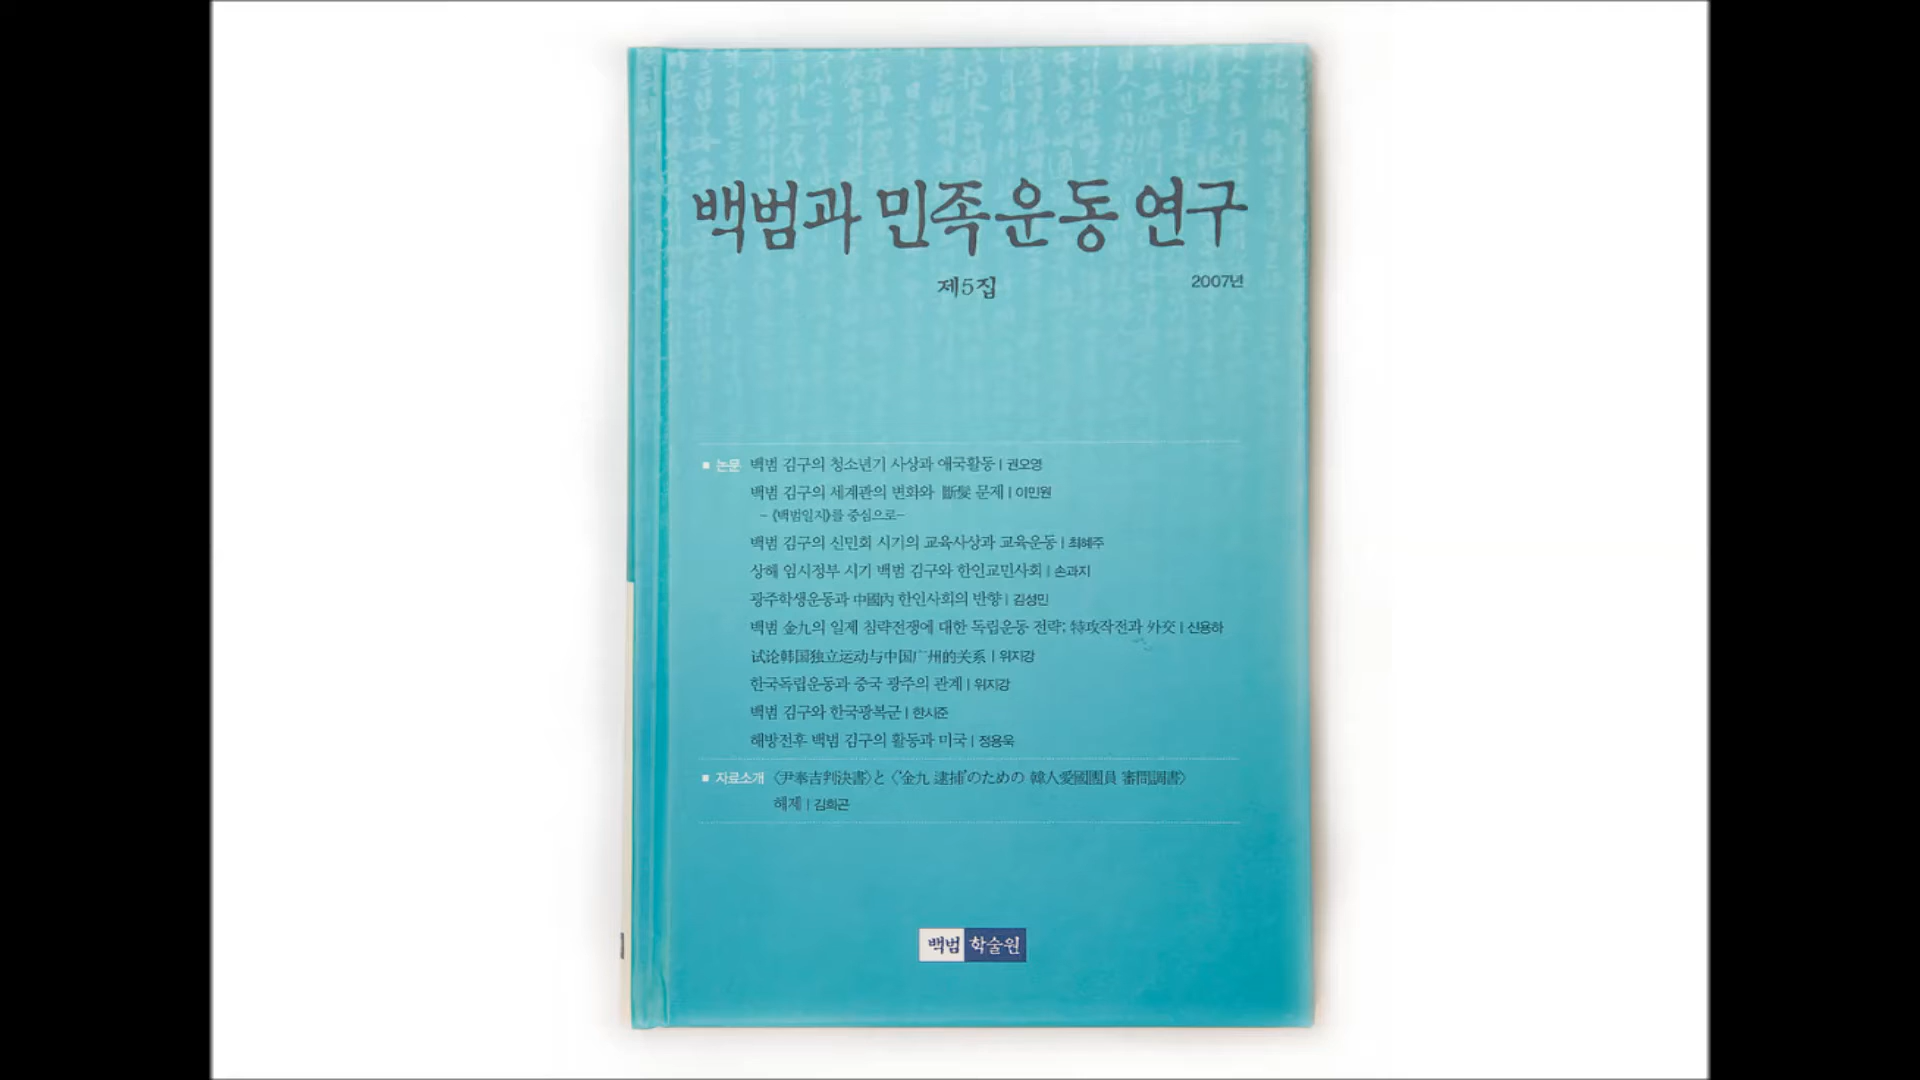 백범과 민족운동 연구
제5집
2007년
■ 논문 백범 김구의 청소년기 사상과 애국활동 | 권오영
백범 김구의 세계관의 변화와 斷髮 문제 | 이민원
-《백범일지》를 중심으로-
백범 김구의 신민회 시기의 교육사상과 교육운동 | 최혜주
상해 임시정부 시기 백범 김구와 한인교민사회 | 손과지
광주학생운동과 中國內 한인사회의 반향 | 김성민
백범 金九의 일제 침략전쟁에 대한 독립운동 전략; 特攻작전과 外交 | 신용하
试论韩国独立运动与中国广州的关系 | 위지강
한국독립운동과 중국 광주의 관계 | 위지강
백범 김구와 한국광복군 | 한시준
해방전후 백범 김구의 활동과 미국 | 정용욱
■ 자료소개 〈尹奉吉判決書〉と〈'金九 逮捕'のための 韓人愛國團員 審問調書〉
해제 | 김희곤
백범 학술원